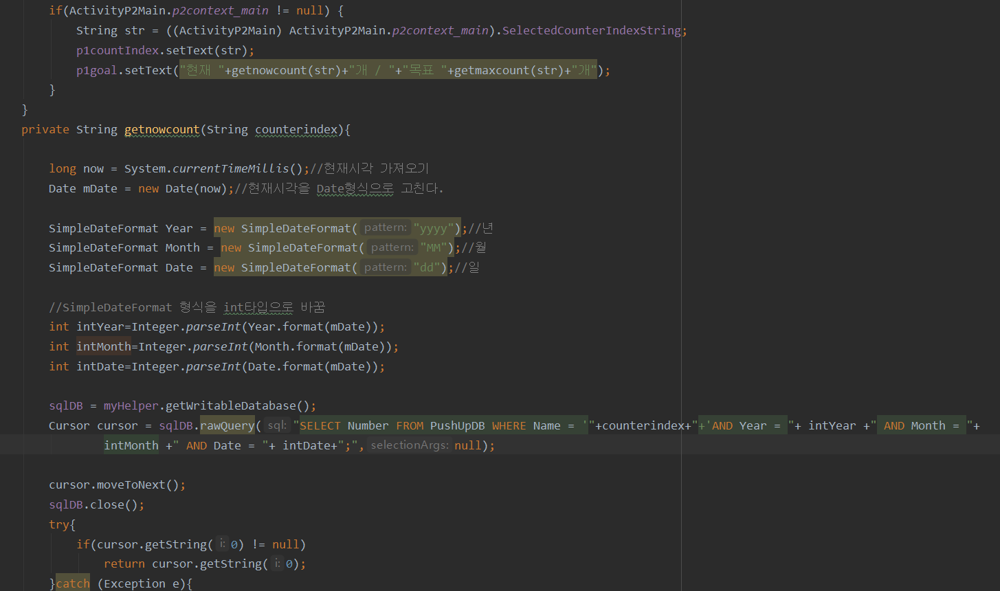 if(ActivityP2Main.p2context_main != null) {
String str = ((ActivityP2Main) ActivityP2Main.p2context_main).SelectedCounterIndexString;
p1countIndex.setText(str);
p1goal.setText("현재 "+getnowcount(str)+"개 / "+"목표 "+getmaxcount(str)+"개");
}
}
private String getnowcount(String counterindex){
long now = System.currentTimeMillis();//현재시각 가져오기
Date mDate = new Date(now);//현재시각을 Date형식으로 고친다.
SimpleDateFormat Year = new SimpleDateFormat( pattern: "yyyy");//년
SimpleDateFormat Month = new SimpleDateFormat( pattern: "MM");//월
SimpleDateFormat Date = new SimpleDateFormat( pattern: "dd");//일
//SimpleDateFormat 형식을 int타입으로 바꿈
int intYear=Integer.parseInt(Year.format(mDate));
int intMonth=Integer.parseInt(Month.format(mDate));
int intDate=Integer.parseInt(Date.format(mDate));
sqlDB = myHelper.getWritableDatabase();
Cursor cursor = sqlDB.rawQuery( sql: "SELECT Number FROM PushUpDB WHERE Name = '"+counterindex+"+'AND Year = "+ intYear +" AND Month = "+
intMonth +" AND Date = "+ intDate+";", selectionArgs: null);
cursor.moveToNext();
sqlDB.close();
try{
if(cursor.getString( i: 0) != null)
return cursor.getString( i: 0);
}catch (Exception e){